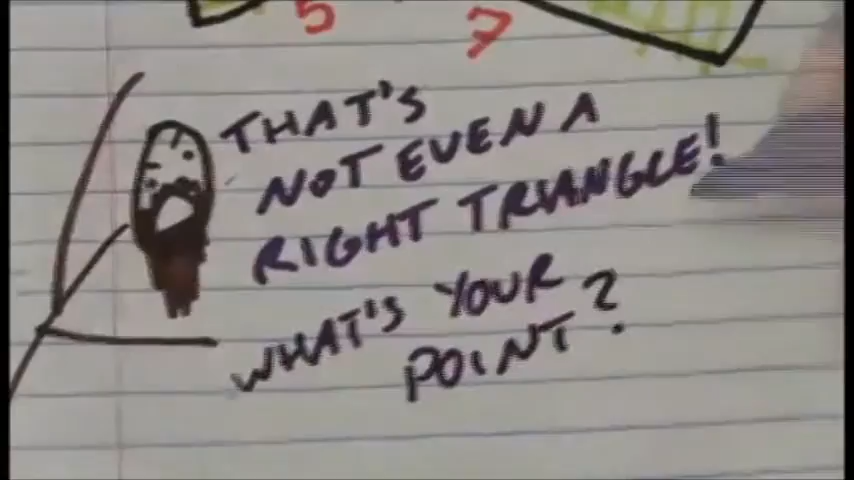 5 7
THAT'S
NOT EVEN A
RIGHT TRIANGLE!
WHAT'S YOUR
POINT?